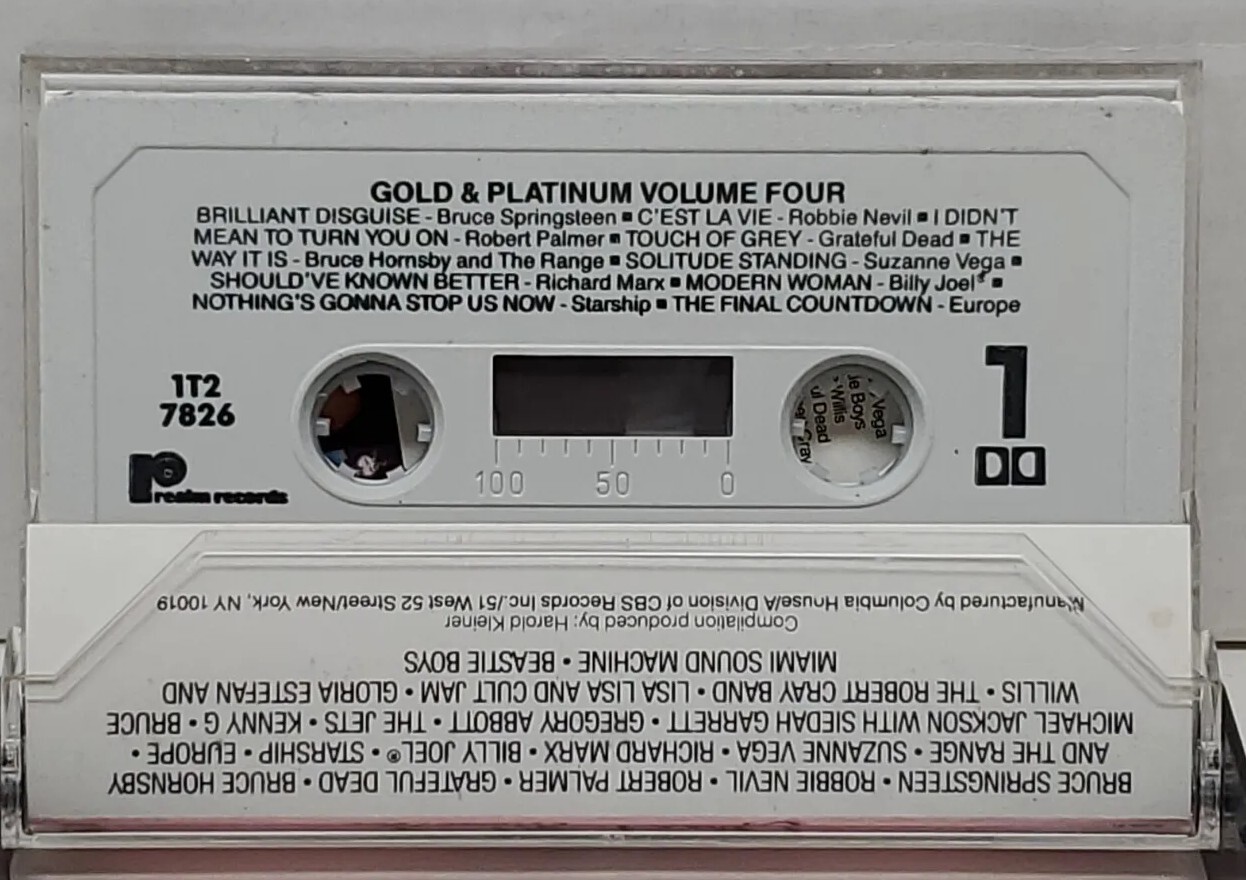 GOLD & PLATINUM VOLUME FOUR
BRILLIANT DISGUISE - Bruce Springsteen ■ C'EST LA VIE - Robbie Nevil ■ I DIDN'T
MEAN TO TURN YOU ON - Robert Palmer ■ TOUCH OF GREY - Grateful Dead ■ THE
WAY IT IS - Bruce Hornsby and The Range ■ SOLITUDE STANDING - Suzanne Vega ■
SHOULD'VE KNOWN BETTER - Richard Marx ■ MODERN WOMAN - Billy Joel ■
NOTHING'S GONNA STOP US NOW - Starship ■ THE FINAL COUNTDOWN - Europe
1T2
7826
realm records
100 50 0
1
Vega
ie Boys
Willis
ul Dead
BRUCE SPRINGSTEEN • ROBBIE NEVIL • ROBERT PALMER • GRATEFUL DEAD • BRUCE HORNSBY
AND THE RANGE • SUZANNE VEGA • RICHARD MARX • BILLY JOEL® • STARSHIP • EUROPE •
MICHAEL JACKSON WITH SIEDAH GARRETT • GREGORY ABBOTT • THE JETS • KENNY G • BRUCE
WILLIS • THE ROBERT CRAY BAND • LISA LISA AND CULT JAM • GLORIA ESTEFAN AND
MIAMI SOUND MACHINE • BEASTIE BOYS
Compilation produced by: Harold Kleiner
Manufactured by Columbia House/A Division of CBS Records Inc./51 West 52 Street/New York, NY 10019